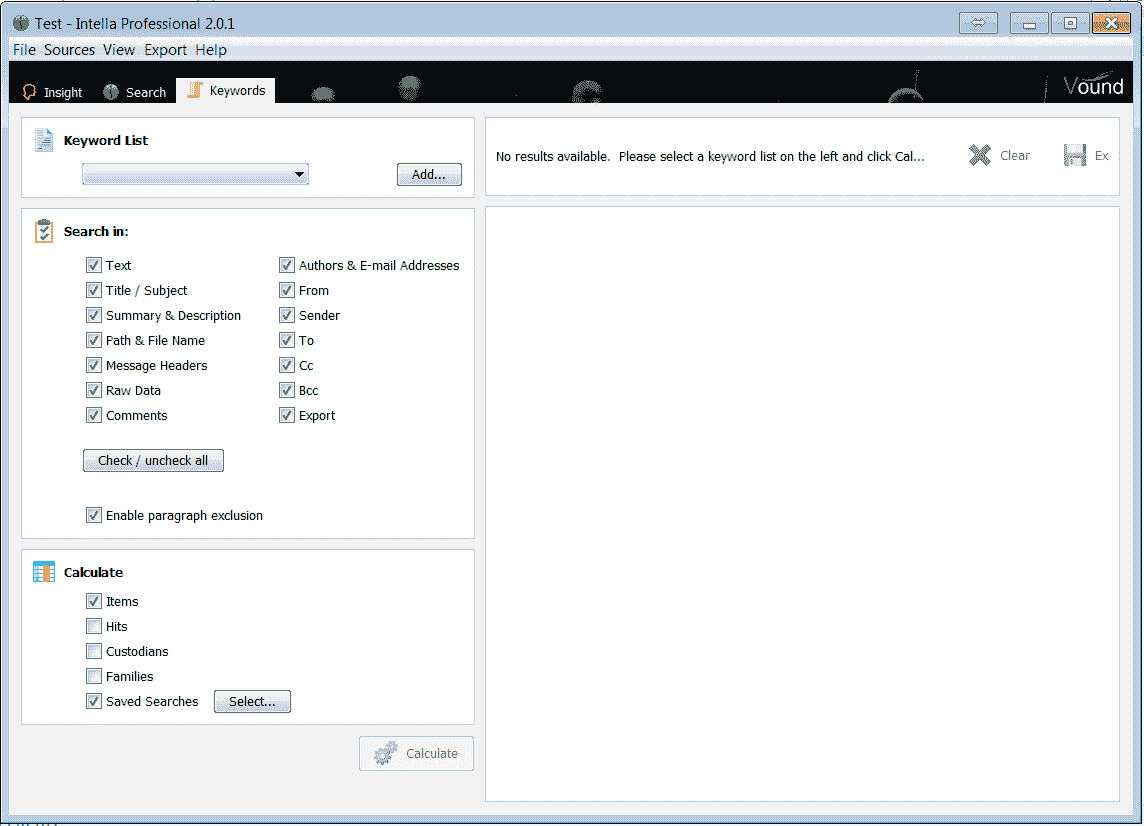 Test - Intella Professional 2.0.1
File Sources View Export Help
Insight Search Keywords
Vound
Keyword List
Add...
No results available. Please select a keyword list on the left and click Cal...
Clear
Ex
Search in:
Text
Authors & E-mail Addresses
Title / Subject
From
Summary & Description
Sender
Path & File Name
To
Message Headers
Cc
Raw Data
Bcc
Comments
Export
Check / uncheck all
Enable paragraph exclusion
Calculate
Items
Hits
Custodians
Families
Saved Searches
Select...
Calculate